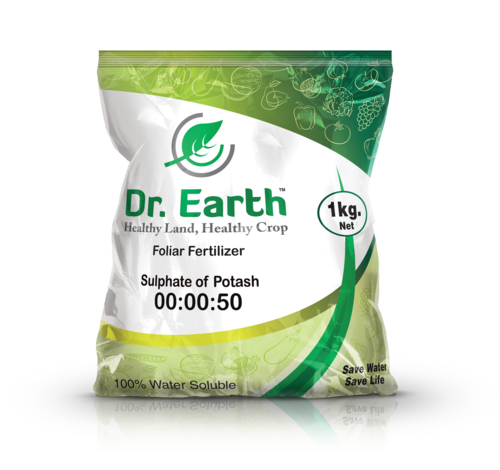 Dr. Earth™
Healthy Land, Healthy Crop
Foliar Fertilizer
Sulphate of Potash
00:00:50
1kg.
Net
100% Water Soluble
Save Water
Save Life